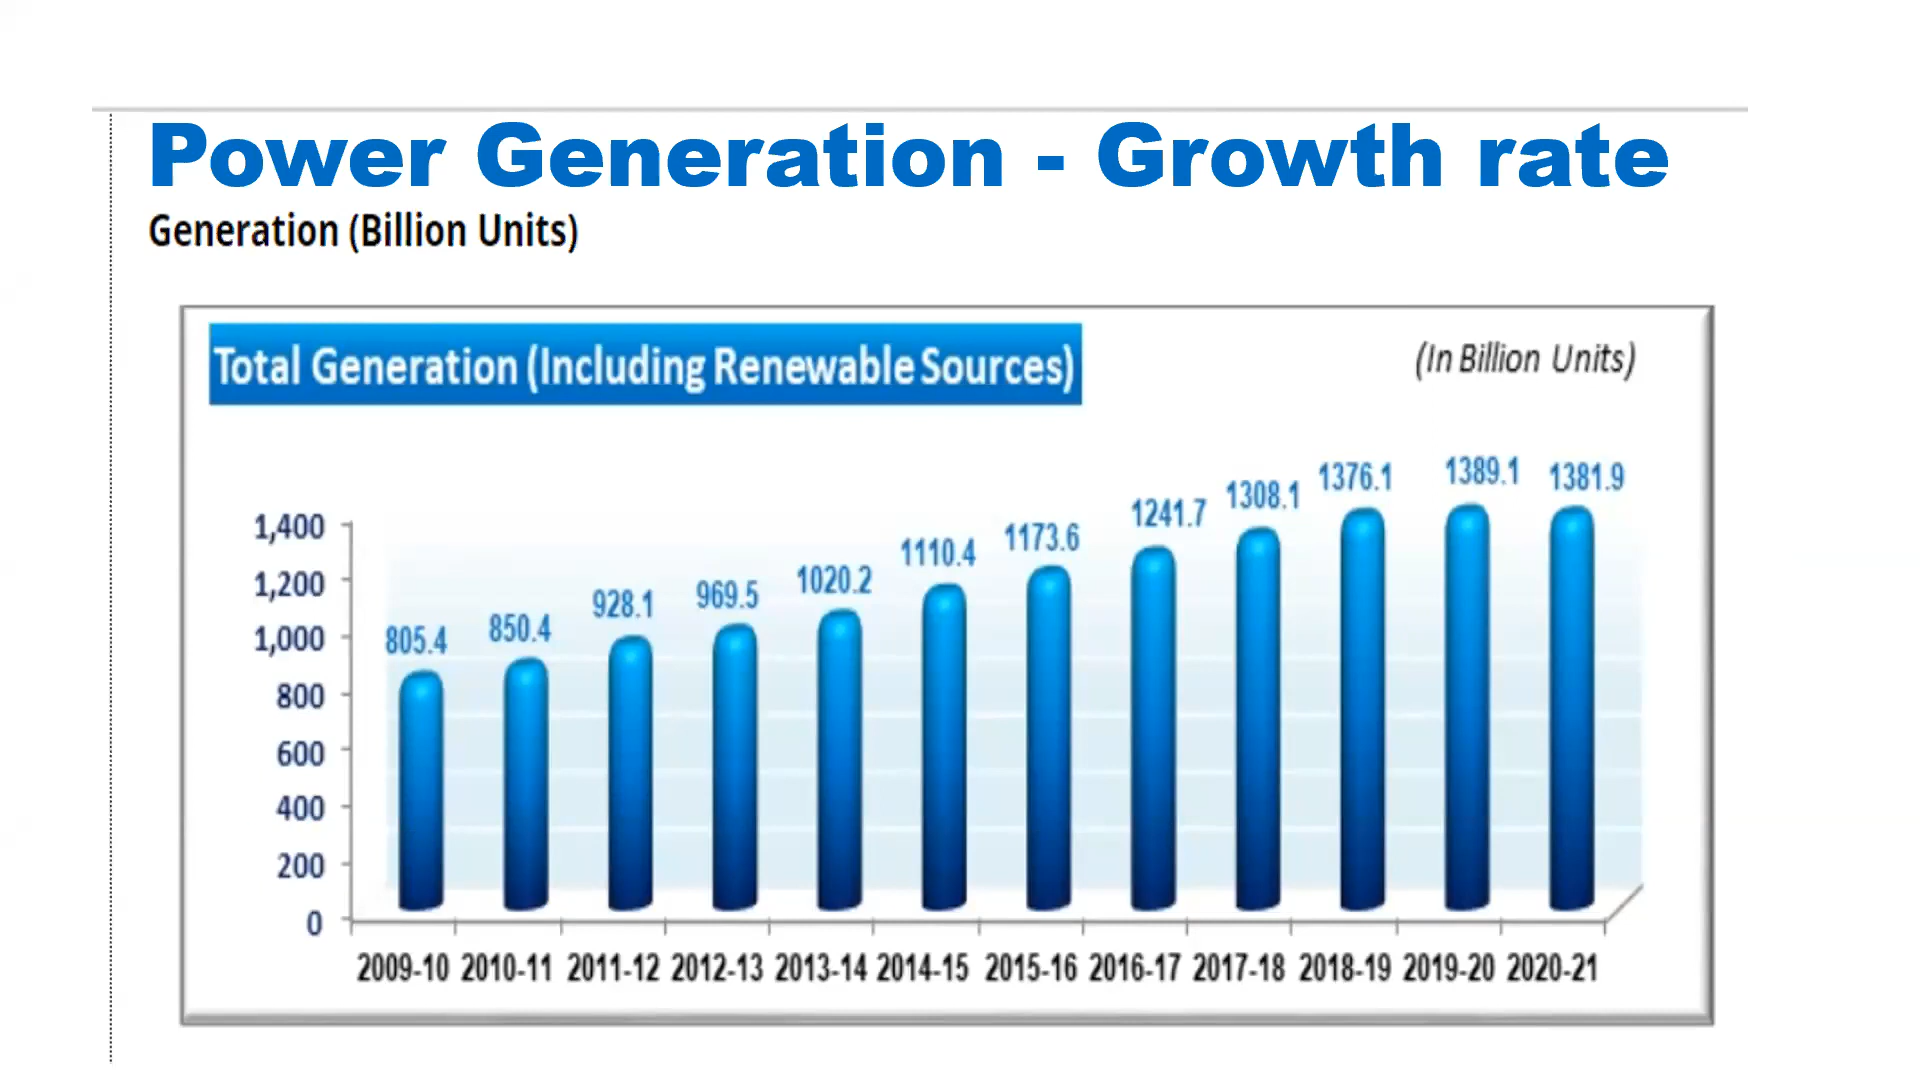 Power Generation - Growth rate
Generation (Billion Units)
Total Generation (Including Renewable Sources)
(In Billion Units)
805.4 850.4 928.1 969.5 1020.2 1110.4 1173.6 1241.7 1308.1 1376.1 1389.1 1381.9
1,400
1,200
1,000
800
600
400
200
0
2009-10 2010-11 2011-12 2012-13 2013-14 2014-15 2015-16 2016-17 2017-18 2018-19 2019-20 2020-21